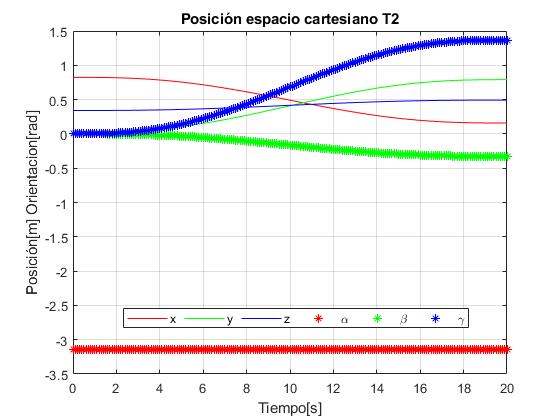 Posición espacio cartesiano T2
1.5
1
0.5
0
-0.5
-1
-1.5
-2
-2.5
-3
-3.5
Posición[m] Orientacion[rad]
x y z α β γ
0 2 4 6 8 10 12 14 16 18 20
Tiempo[s]